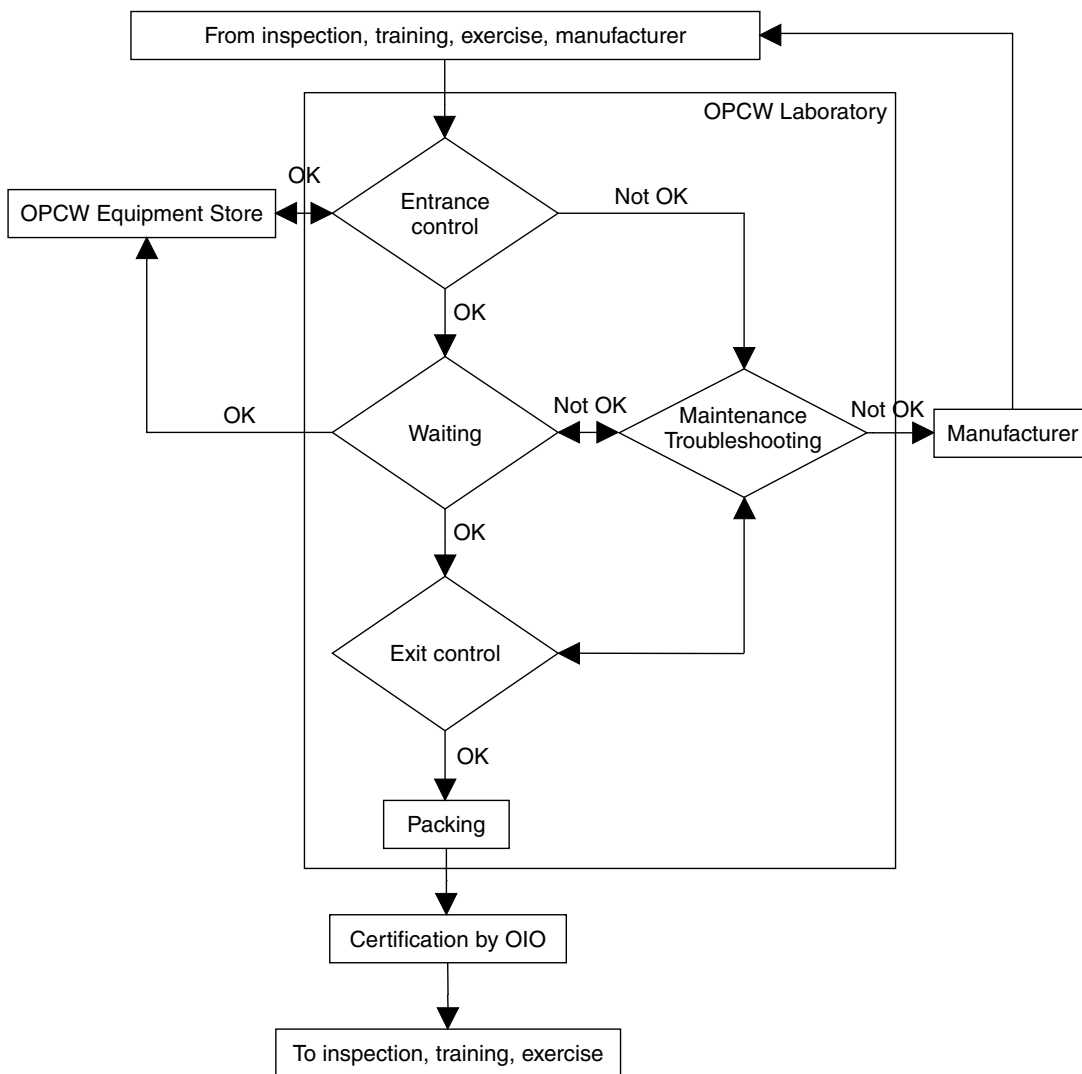 From inspection, training, exercise, manufacturer
OPCW Laboratory
OK
OPCW Equipment Store
Entrance
control
Not OK
OK
OK
Waiting
Not OK
Maintenance
Troubleshooting
Not OK
Manufacturer
OK
Exit control
OK
Packing
Certification by OIO
To inspection, training, exercise